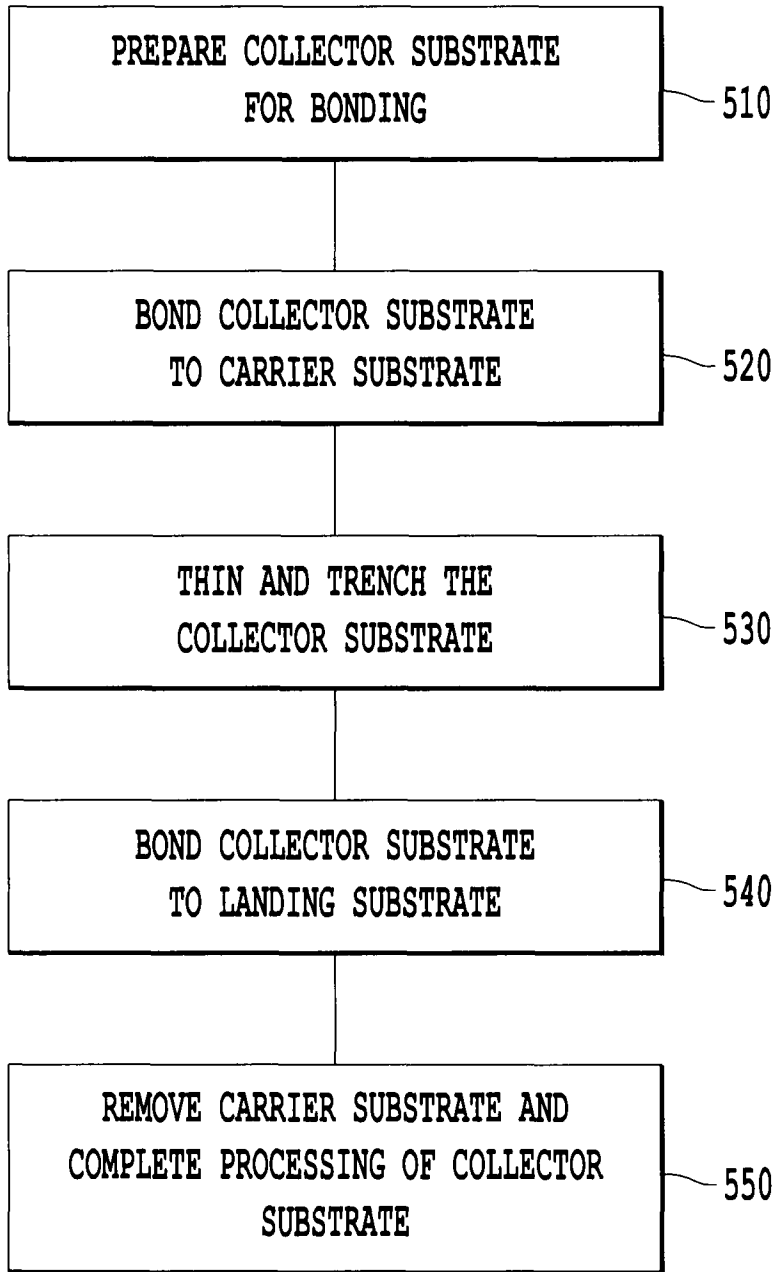 PREPARE COLLECTOR SUBSTRATE
FOR BONDING
510
BOND COLLECTOR SUBSTRATE
TO CARRIER SUBSTRATE
520
THIN AND TRENCH THE
COLLECTOR SUBSTRATE
530
BOND COLLECTOR SUBSTRATE
TO LANDING SUBSTRATE
540
REMOVE CARRIER SUBSTRATE AND
COMPLETE PROCESSING OF COLLECTOR
SUBSTRATE
550